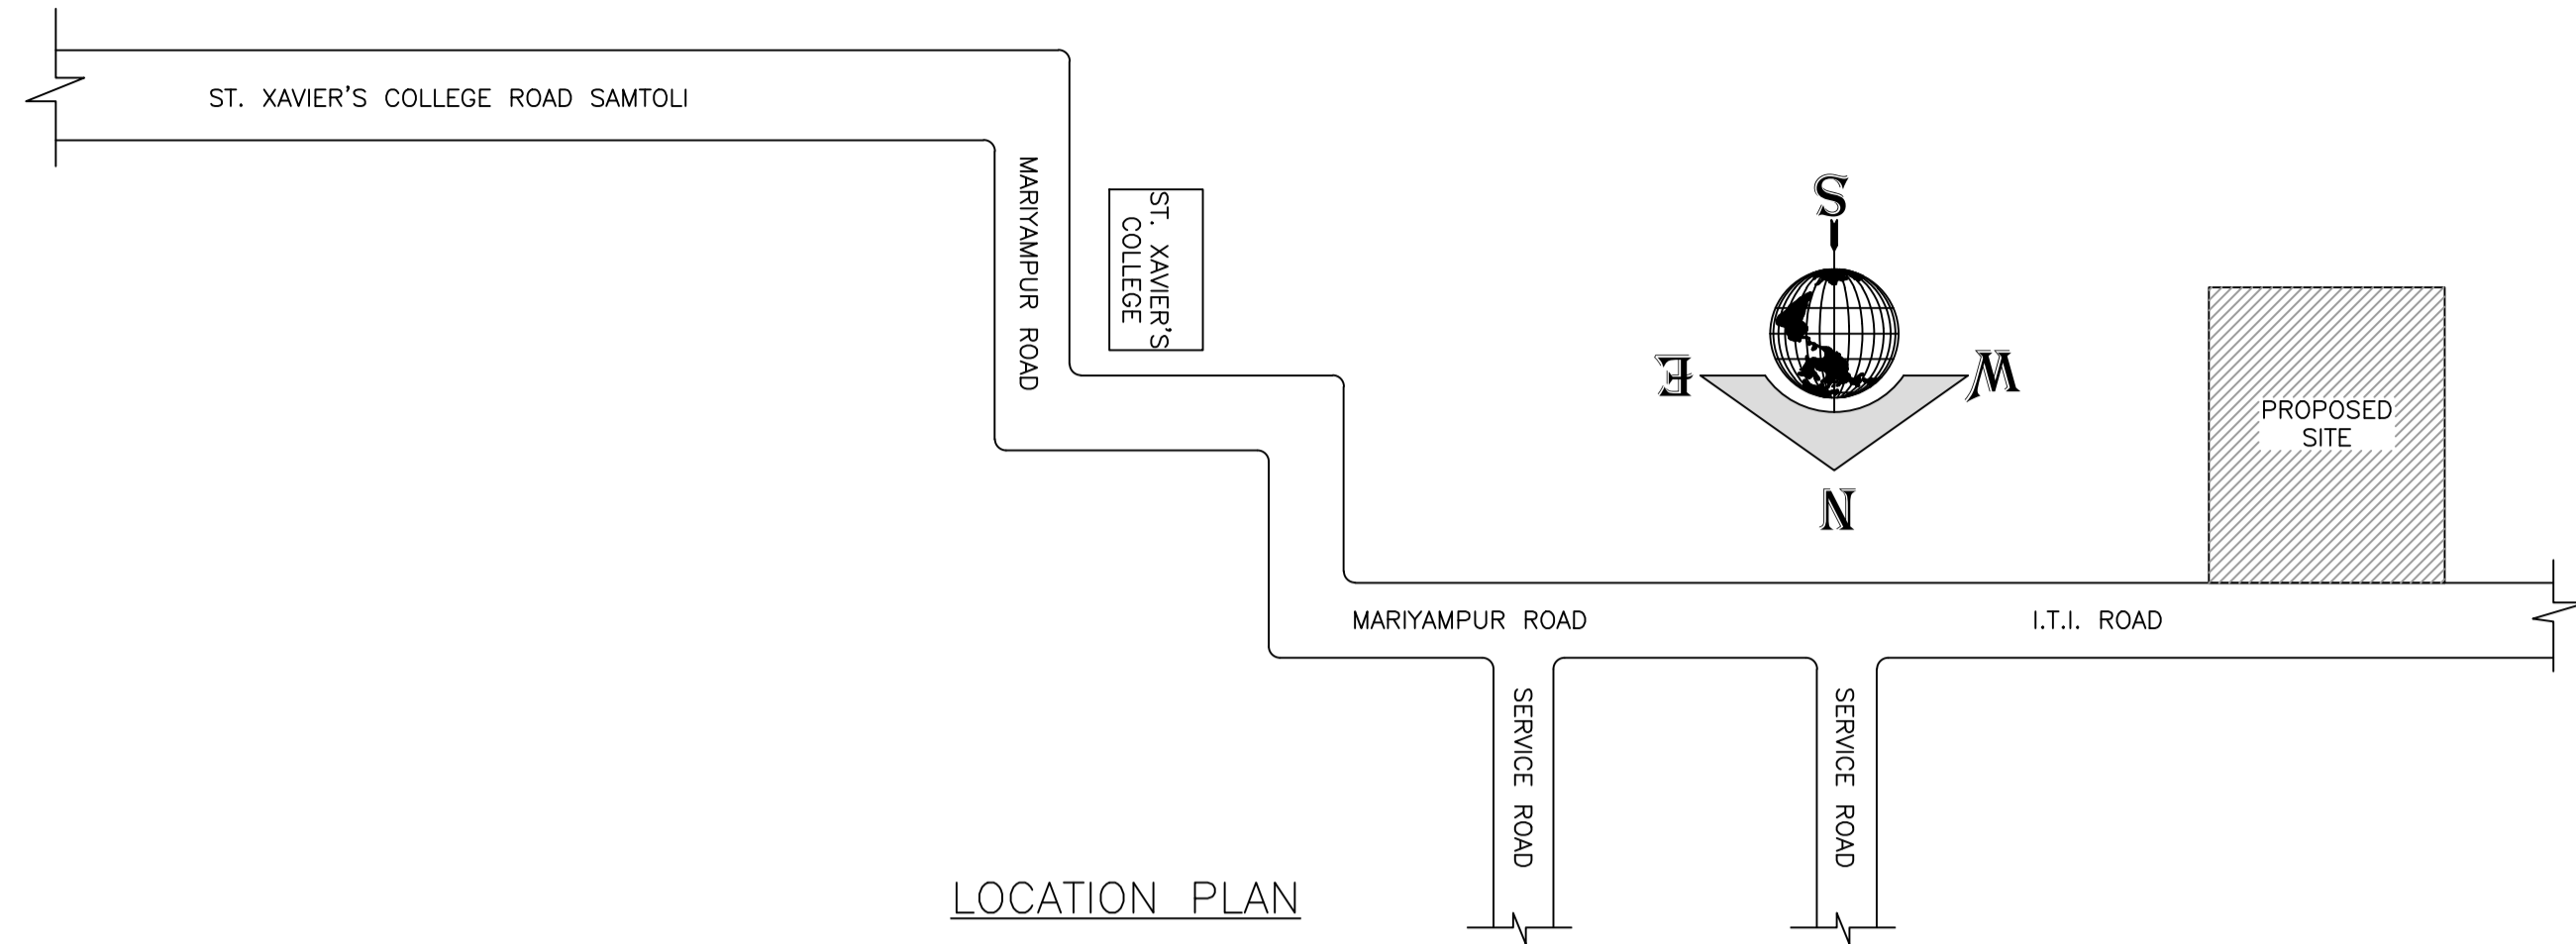 ST. XAVIER'S COLLEGE ROAD SAMTOLI
MARIYAMPUR ROAD
ST. XAVIER'S
COLLEGE
S
E
W
N
PROPOSED
SITE
MARIYAMPUR ROAD
I.T.I. ROAD
SERVICE ROAD
SERVICE ROAD
LOCATION PLAN